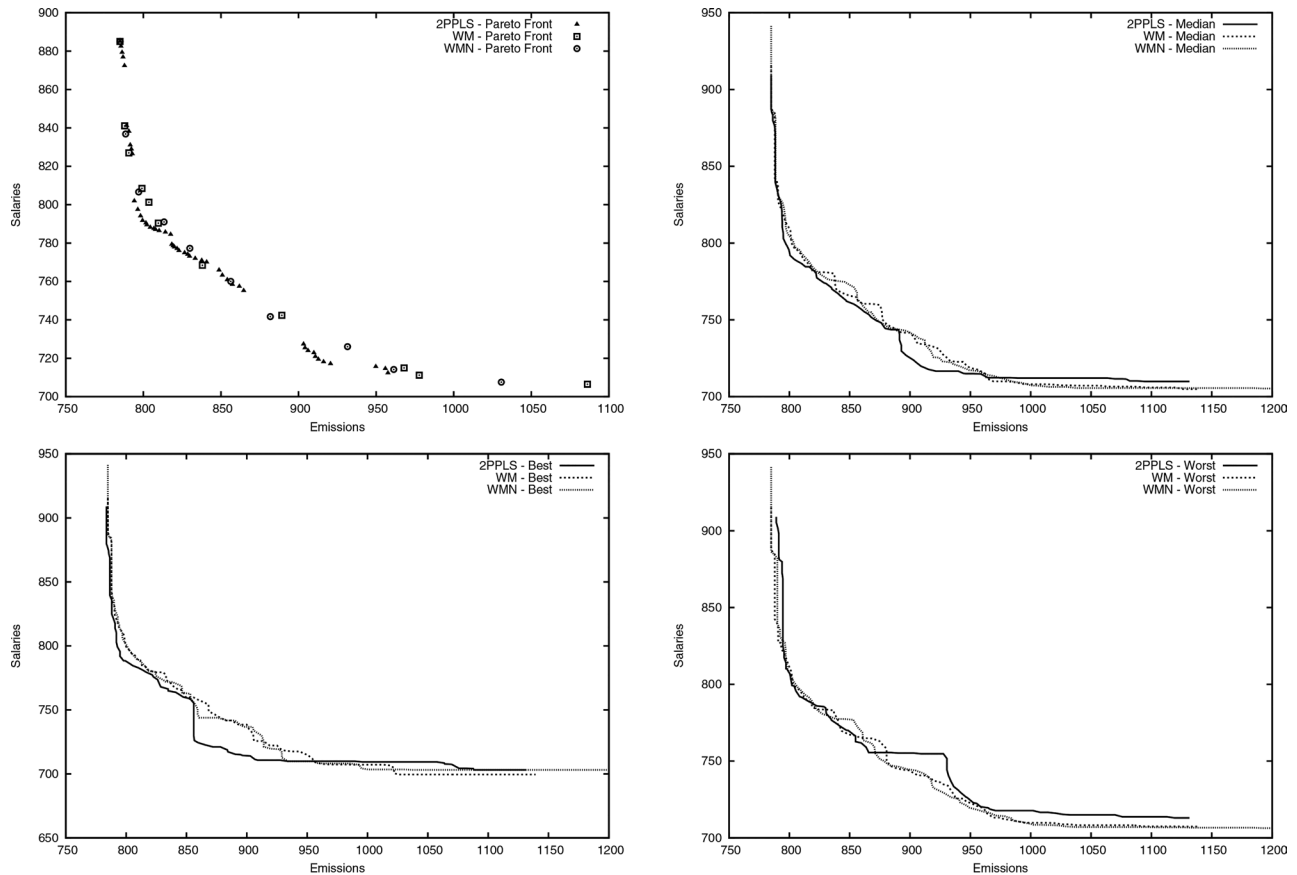 900
880
860
840
820
800
780
760
740
720
700
Salaries
2PPLS - Pareto Front
WM - Pareto Front
WMN - Pareto Front
750 800 850 900 950 1000 1050 1100
Emissions
950
900
850
800
750
700
Salaries
2PPLS - Median
WM - Median
WMN - Median
750 800 850 900 950 1000 1050 1100 1150 1200
Emissions
950
900
850
800
750
700
650
Salaries
2PPLS - Best
WM - Best
WMN - Best
750 800 850 900 950 1000 1050 1100 1150 1200
Emissions
950
900
850
800
750
700
Salaries
2PPLS - Worst
WM - Worst
WMN - Worst
750 800 850 900 950 1000 1050 1100 1150 1200
Emissions